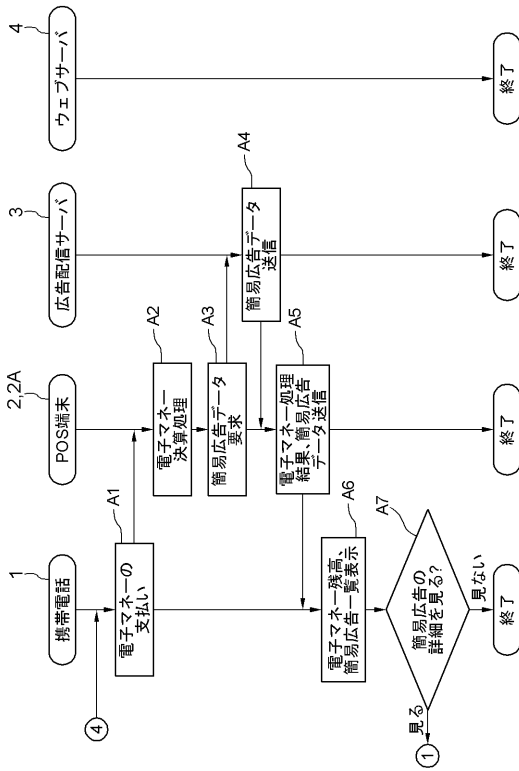 1
携帯電話
2,2A
POS端末
3
広告配信サーバ
4
ウェブサーバ
④
A1
電子マネーの
支払い
A2
電子マネー
決算処理
A3
簡易広告データ
要求
A4
簡易広告データ
送信
A5
電子マネー処理
結果、簡易広告
データ送信
A6
電子マネー残高、
簡易広告一覧表示
A7
簡易広告の
詳細を見る?
見る
①
見ない
終了
終了
終了
終了